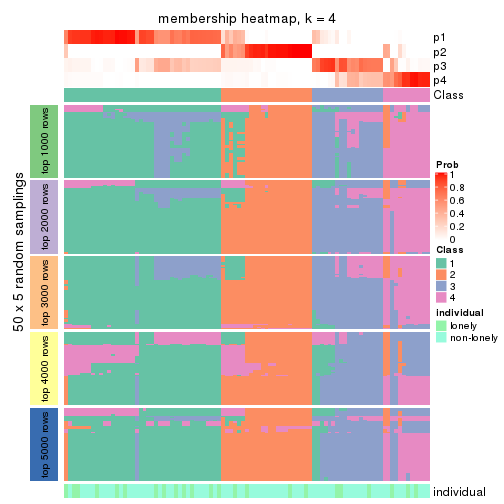 membership heatmap, k = 4
p1
p2
p3
p4
Class
50 x 5 random samplings
top 1000 rows
top 2000 rows
top 3000 rows
top 4000 rows
top 5000 rows
Prob
1
0.8
0.6
0.4
0.2
0
Class
1
2
3
4
individual
lonely
non-lonely
individual